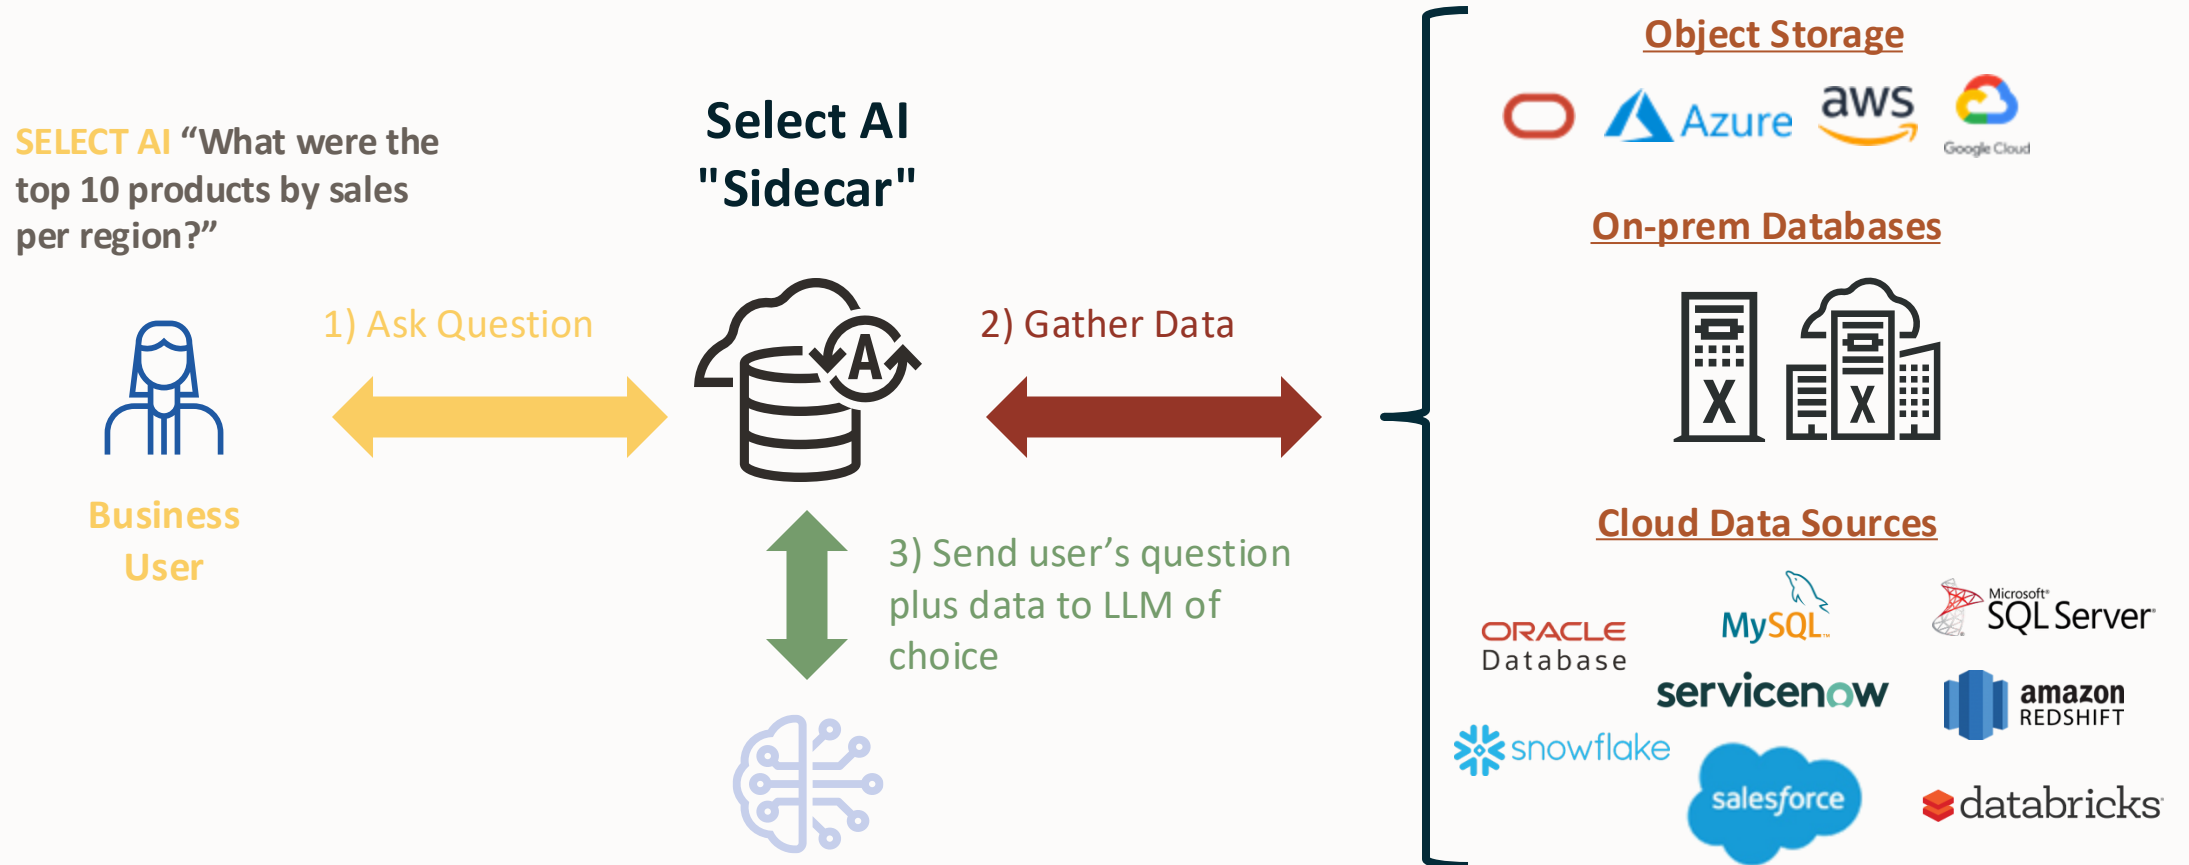 SELECT AI “What were the
top 10 products by sales
per region?”
Business
User
1) Ask Question
Select AI
"Sidecar"
A
2) Gather Data
3) Send user’s question
plus data to LLM of
choice
Object Storage
Azure
aws
Google Cloud
On-prem Databases
X
X
Cloud Data Sources
ORACLE
Database
MySQL™
Microsoft®
SQL Server
servicenow
amazon
REDSHIFT
snowflake
salesforce
databricks